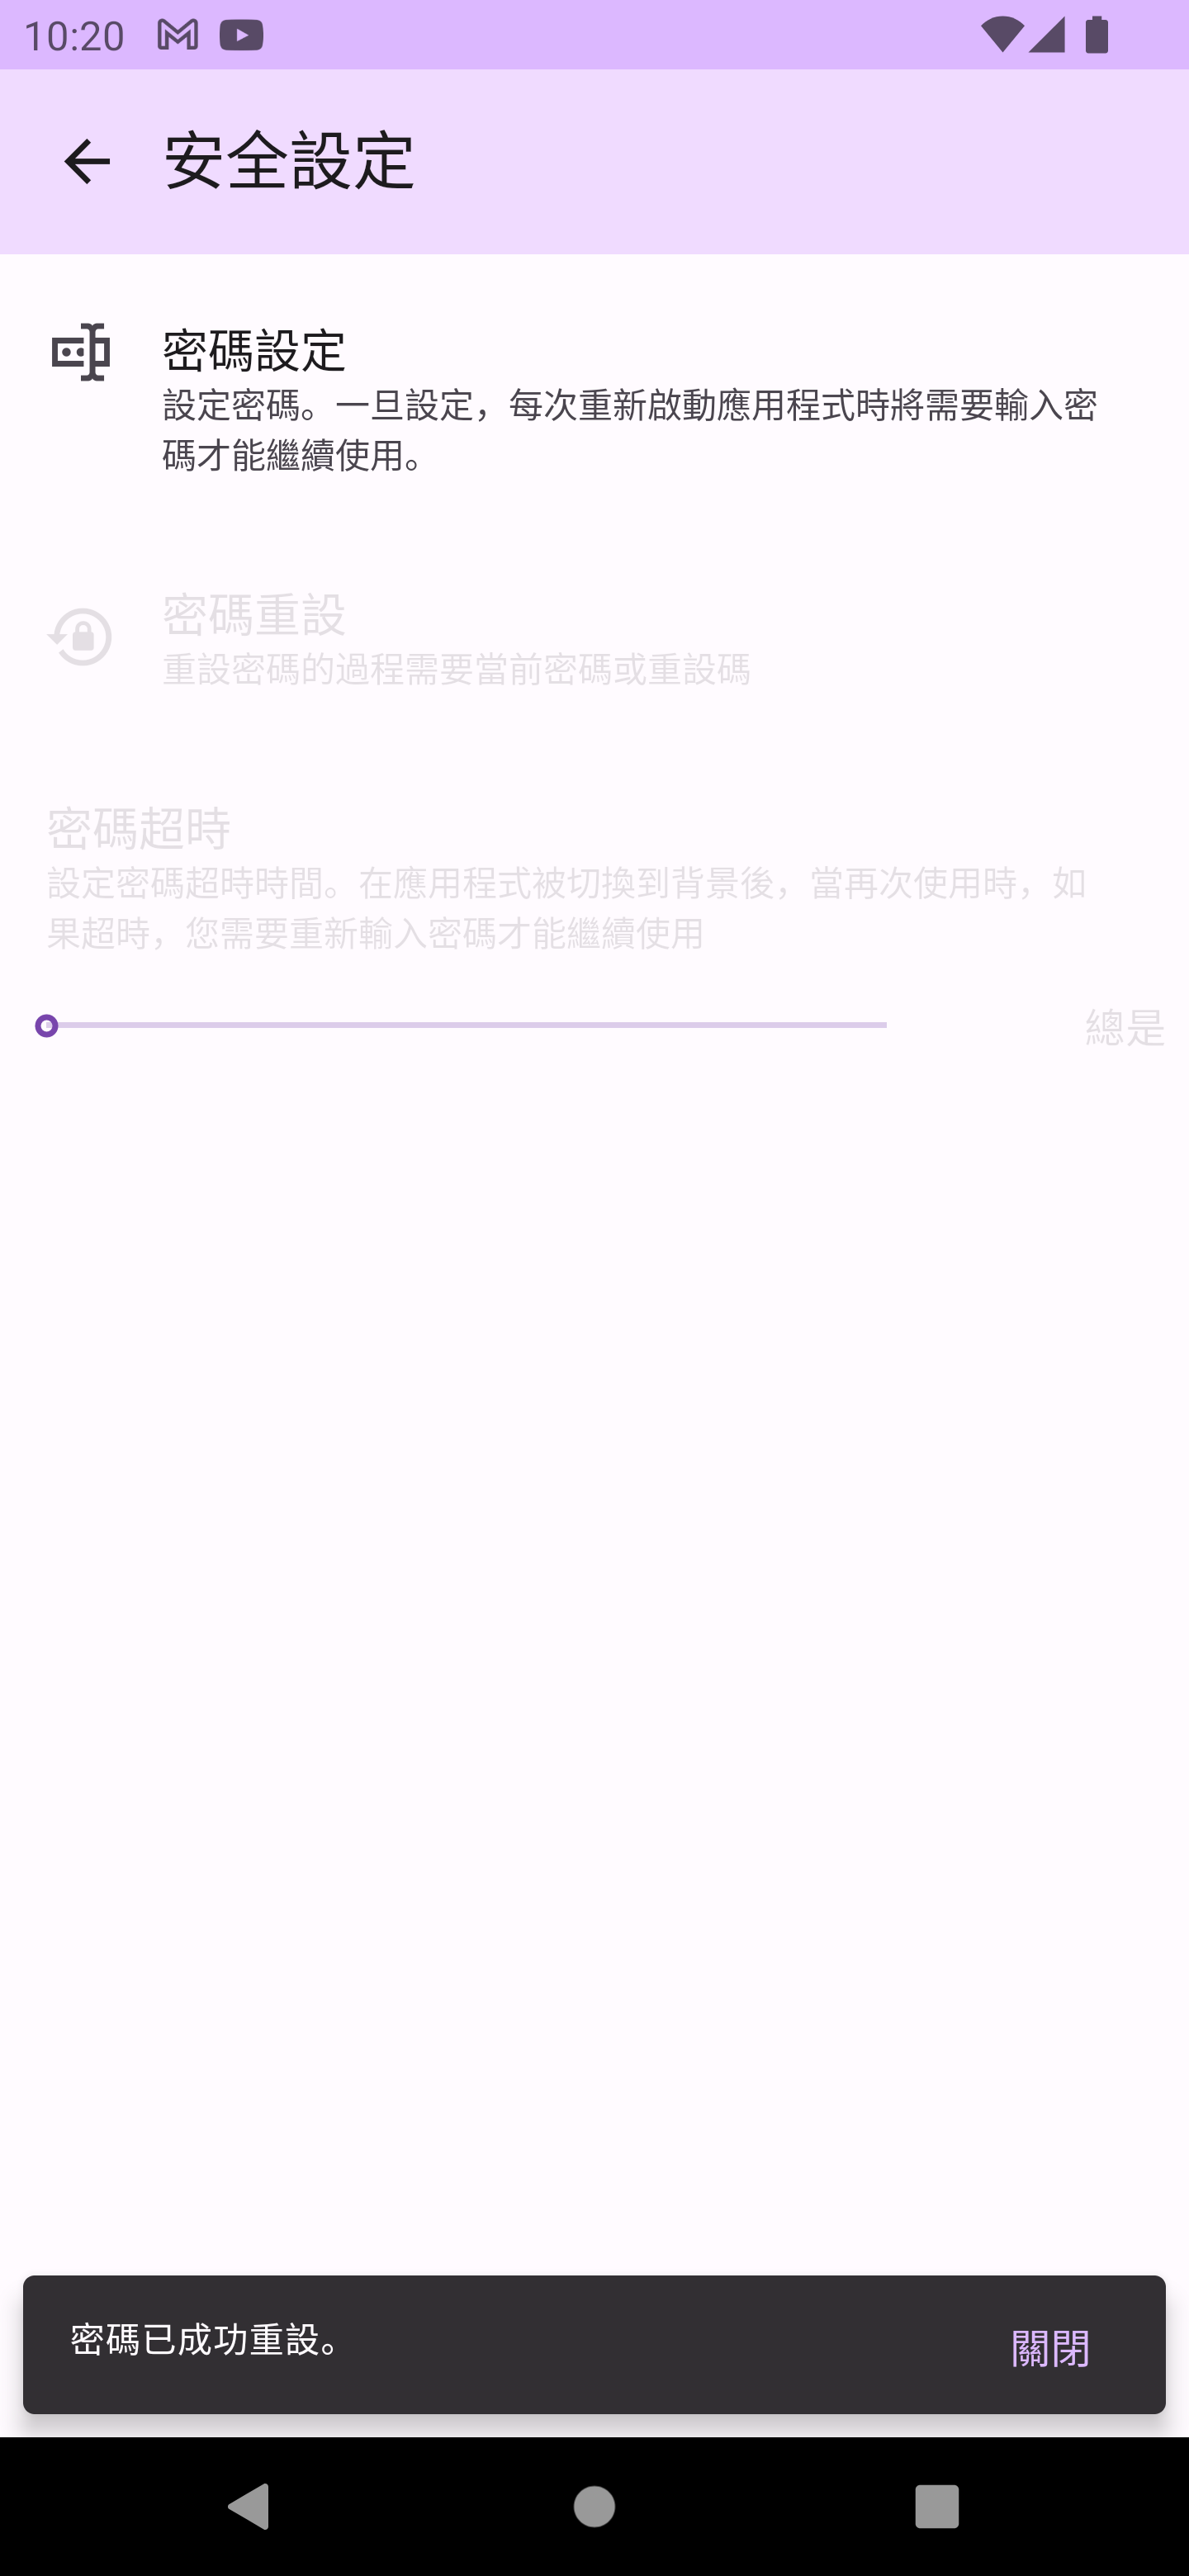 10:20
安全設定
密碼設定
設定密碼。一旦設定，每次重新啟動應用程式時將需要輸入密
碼才能繼續使用。
密碼重設
重設密碼的過程需要當前密碼或重設碼
密碼超時
設定密碼超時時間。在應用程式被切換到背景後，當再次使用時，如
果超時，您需要重新輸入密碼才能繼續使用
總是
密碼已成功重設。
關閉